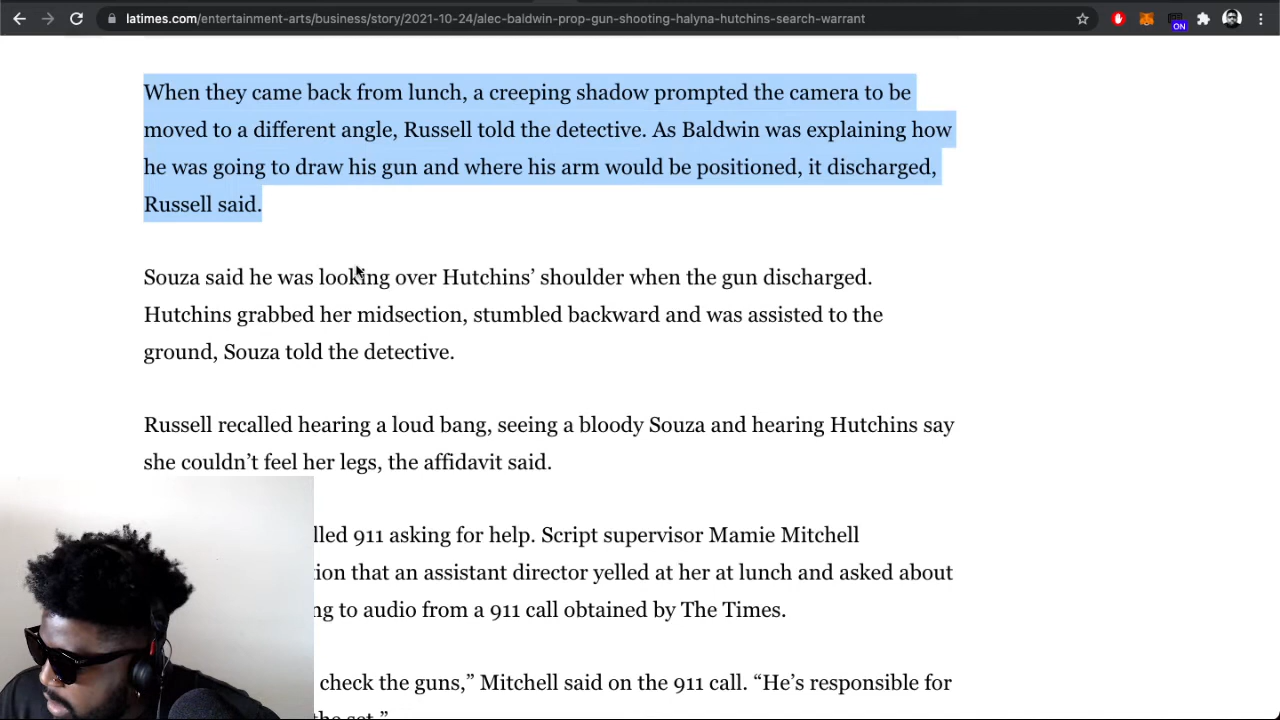 latimes.com/entertainment-arts/business/story/2021-10-24/alec-baldwin-prop-gun-shooting-halyna-hutchins-search-warrant
ON
When they came back from lunch, a creeping shadow prompted the camera to be
moved to a different angle, Russell told the detective. As Baldwin was explaining how
he was going to draw his gun and where his arm would be positioned, it discharged,
Russell said.
Souza said he was looking over Hutchins’ shoulder when the gun discharged.
Hutchins grabbed her midsection, stumbled backward and was assisted to the
ground, Souza told the detective.
Russell recalled hearing a loud bang, seeing a bloody Souza and hearing Hutchins say
she couldn’t feel her legs, the affidavit said.
911 asking for help. Script supervisor Mamie Mitchell
that an assistant director yelled at her at lunch and asked about
to audio from a 911 call obtained by The Times.
check the guns,” Mitchell said on the 911 call. “He’s responsible for
the set.”